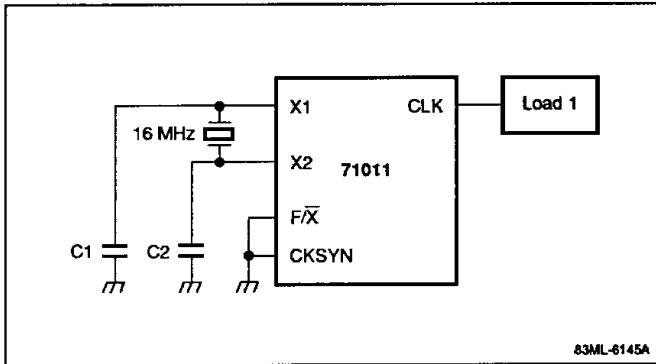 X1
CLK
Load 1
16 MHz
X2
71011
F/X̅
C1
C2
CKSYN
83ML-6145A